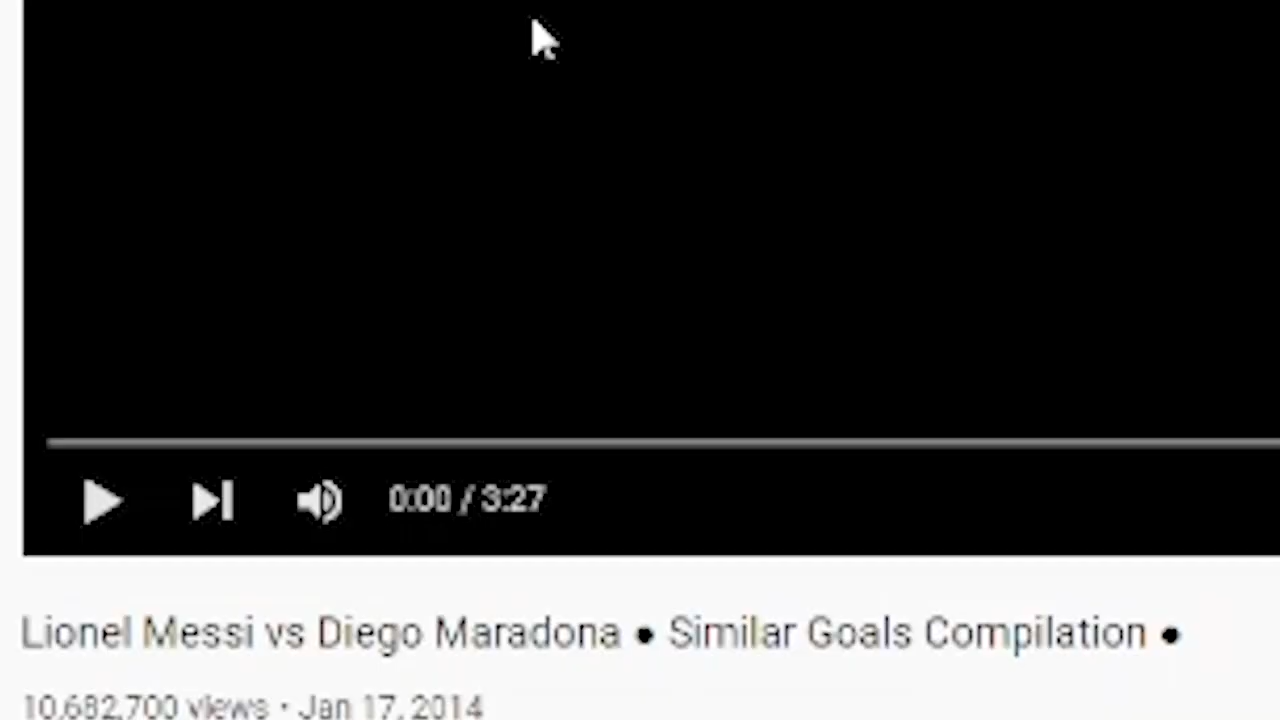 0:00 / 3:27
Lionel Messi vs Diego Maradona ● Similar Goals Compilation ●
10,682,700 views • Jan 17, 2014